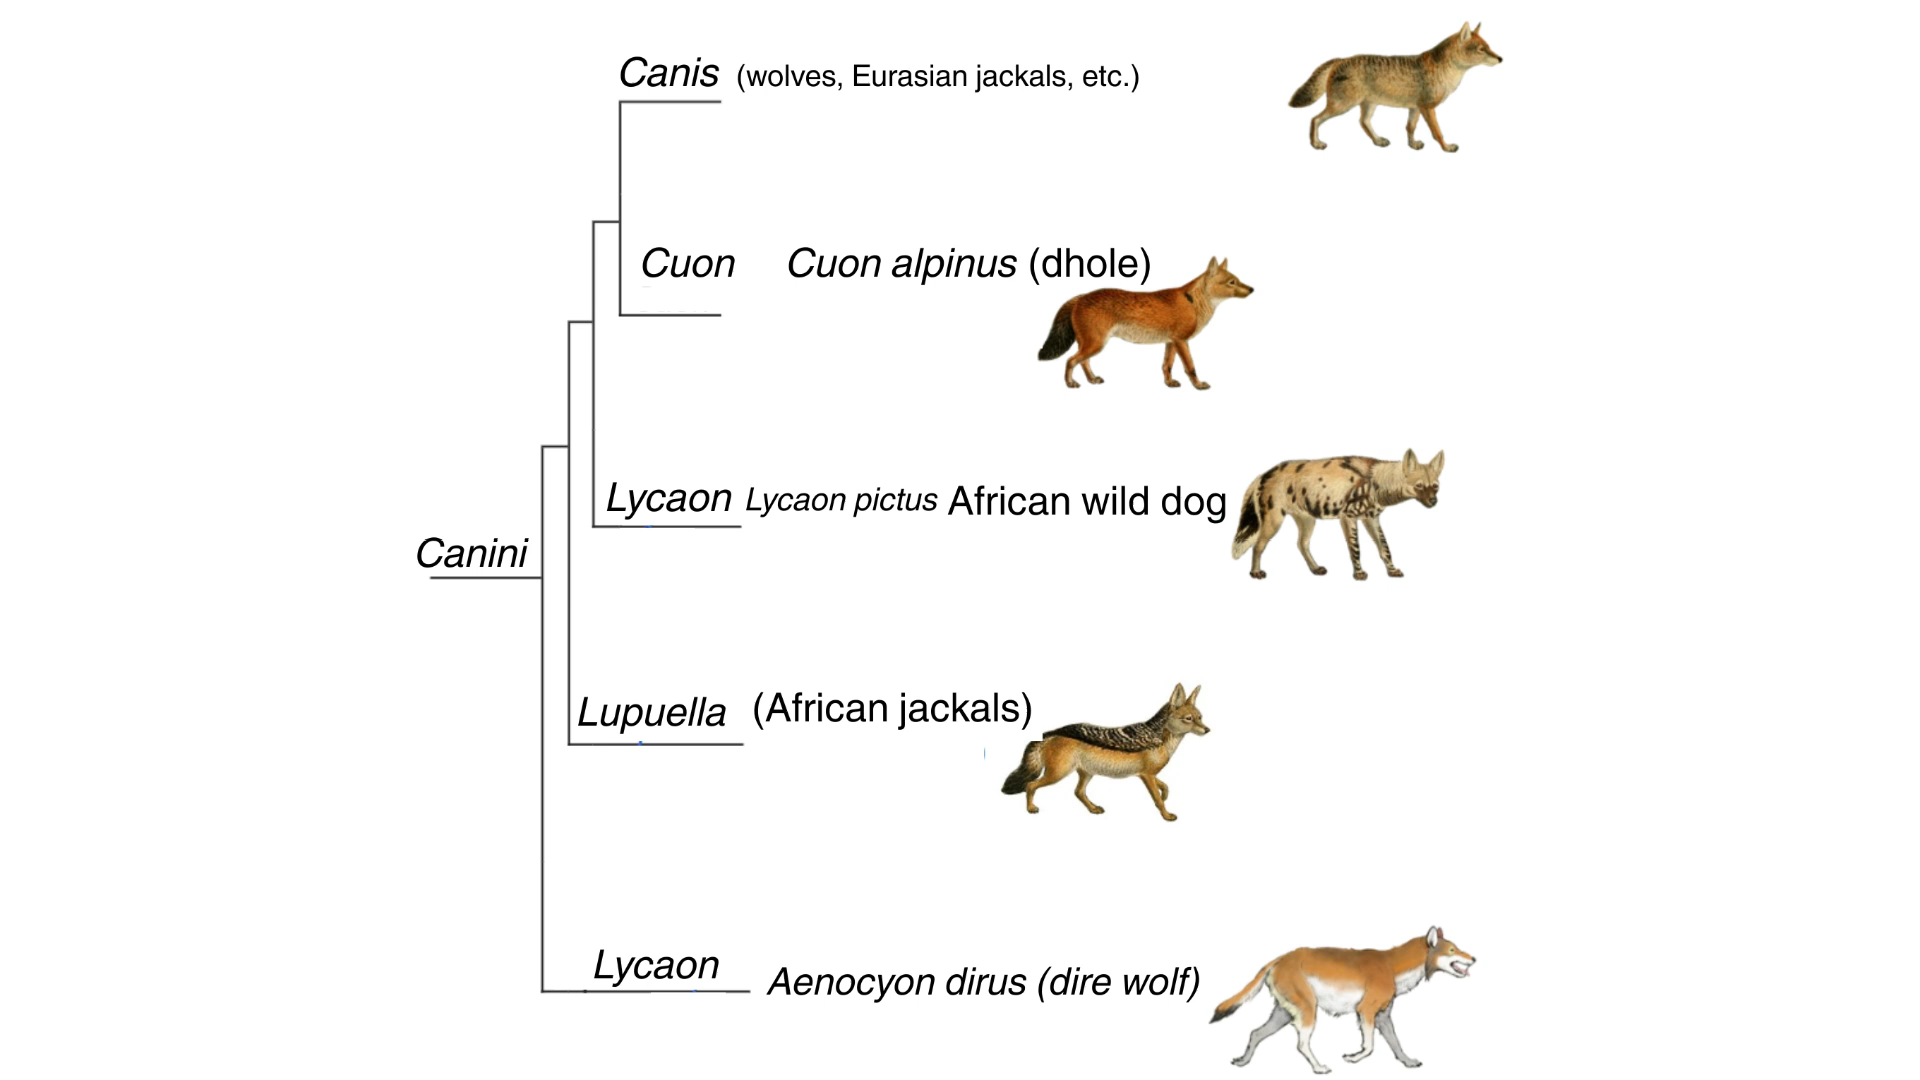 Canis (wolves, Eurasian jackals, etc.)
Cuon Cuon alpinus (dhole)
Lycaon Lycaon pictus African wild dog
Canini
Lupuella (African jackals)
Lycaon Aenocyon dirus (dire wolf)